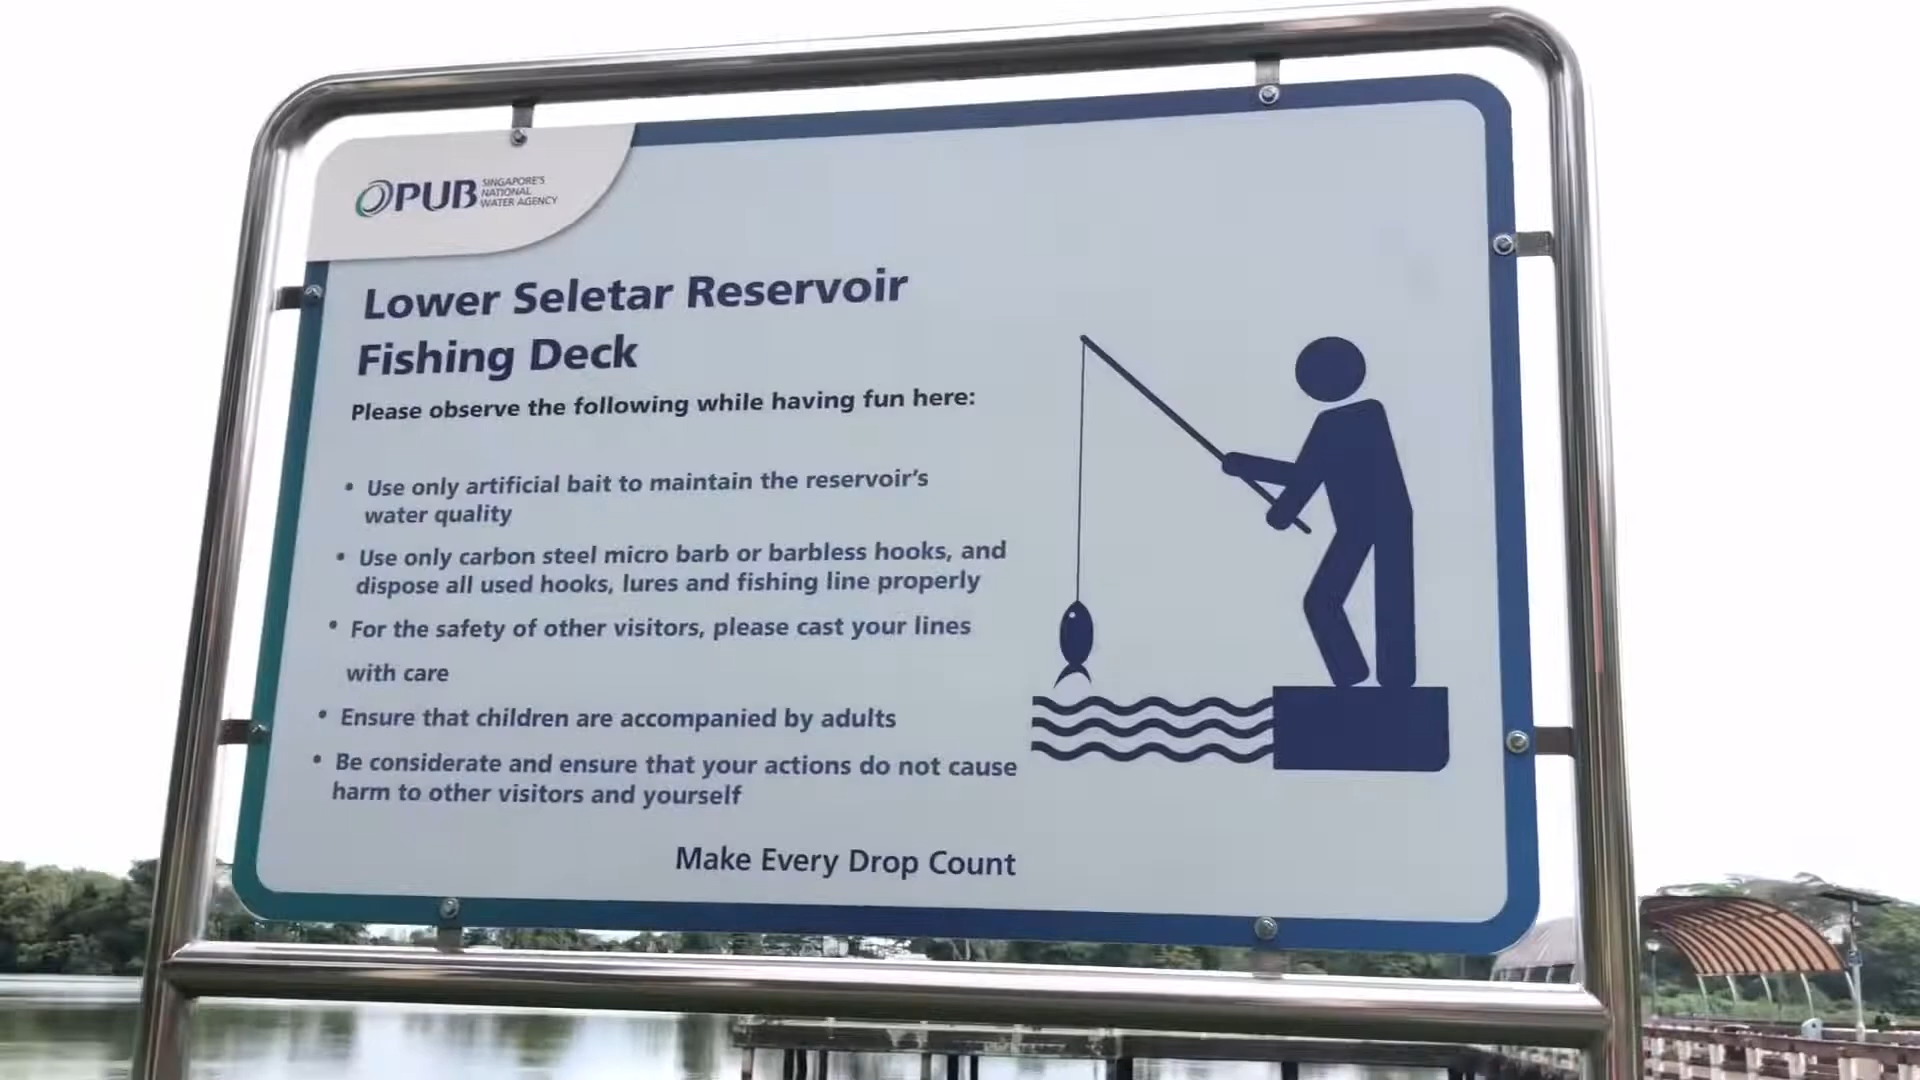 PUB SINGAPORE'S
NATIONAL
WATER AGENCY
Lower Seletar Reservoir
Fishing Deck
Please observe the following while having fun here:
• Use only artificial bait to maintain the reservoir's
water quality
• Use only carbon steel micro barb or barbless hooks, and
dispose all used hooks, lures and fishing line properly
• For the safety of other visitors, please cast your lines
with care
• Ensure that children are accompanied by adults
• Be considerate and ensure that your actions do not cause
harm to other visitors and yourself
Make Every Drop Count